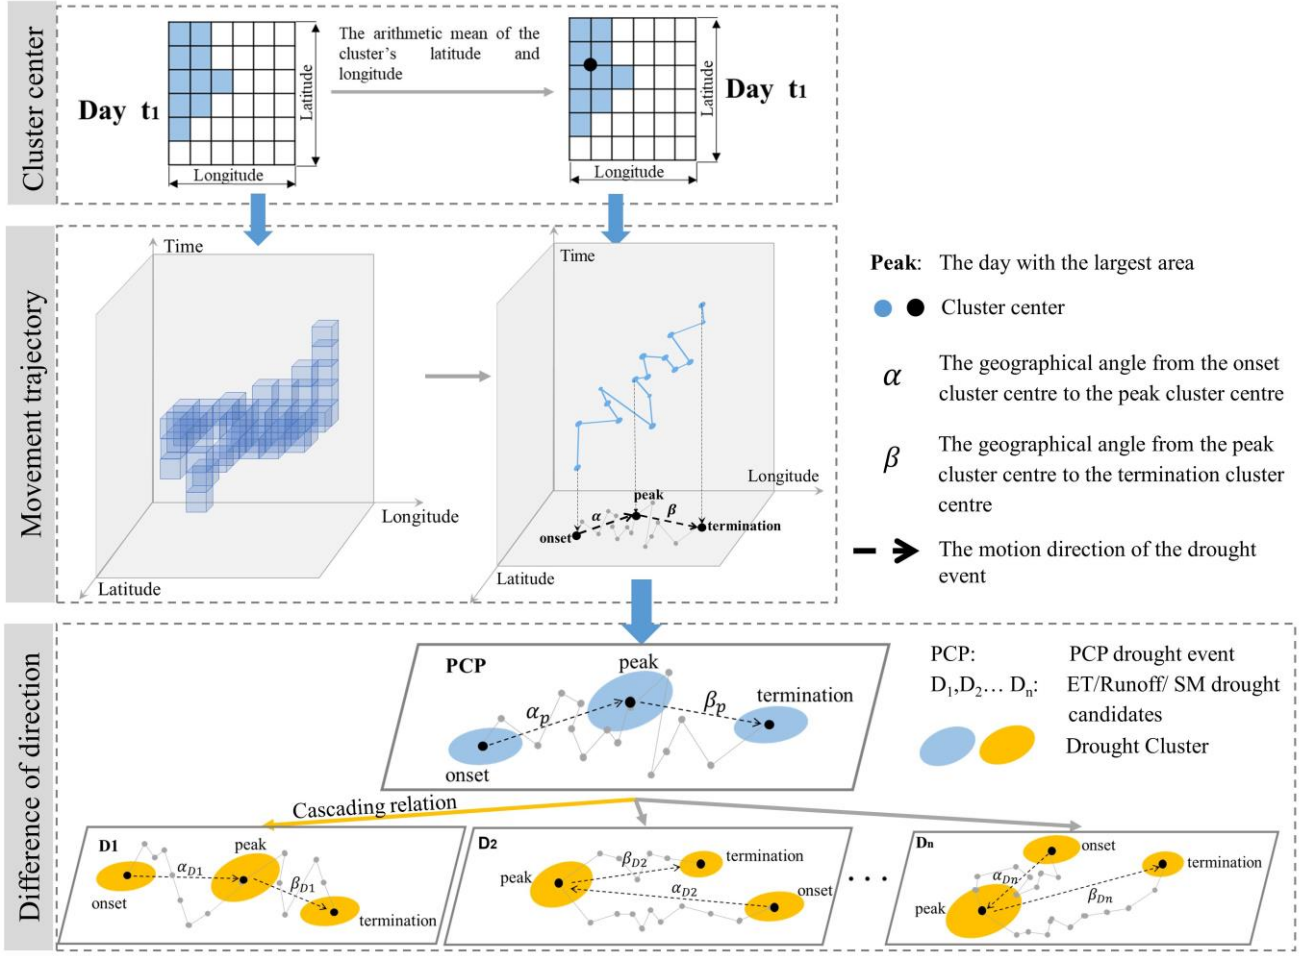 Cluster center
Day t1
Latitude
Longitude
The arithmetic mean of the
cluster's latitude and
longitude
Latitude
Longitude
Day t1
Movement trajectory
Time
Longitude
Latitude
Time
Longitude
Latitude
onset
α
peak
β
termination
Peak: The day with the largest area
Cluster center
α
The geographical angle from the onset
cluster centre to the peak cluster centre
β
The geographical angle from the peak
cluster centre to the termination cluster
centre
The motion direction of the drought
event
Difference of direction
PCP
peak
termination
onset
αp
βp
PCP: PCP drought event
D1,D2… Dn: ET/Runoff/ SM drought
candidates
Drought Cluster
Cascading relation
D1
onset
αD1
peak
βD1
termination
D2
peak
βD2
termination
αD2
onset
• • •
Dn
onset
αDn
termination
peak
βDn